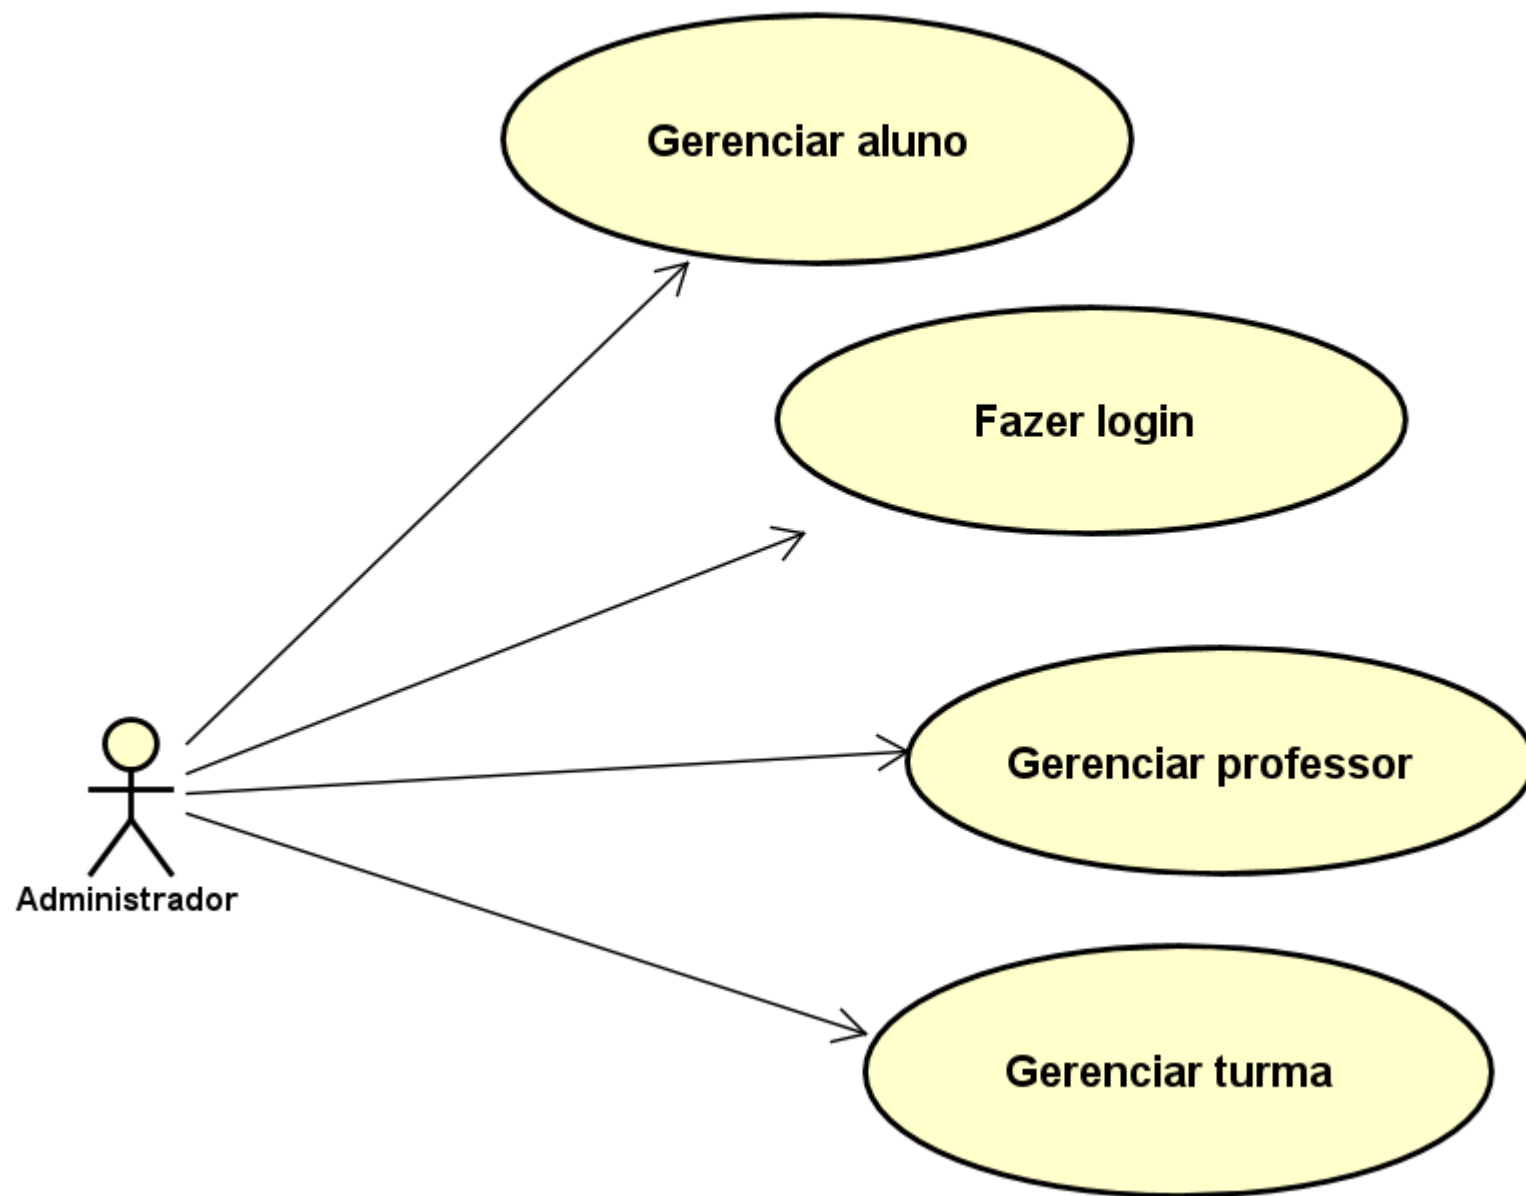 Gerenciar aluno
Fazer login
Gerenciar professor
Administrador
Gerenciar turma